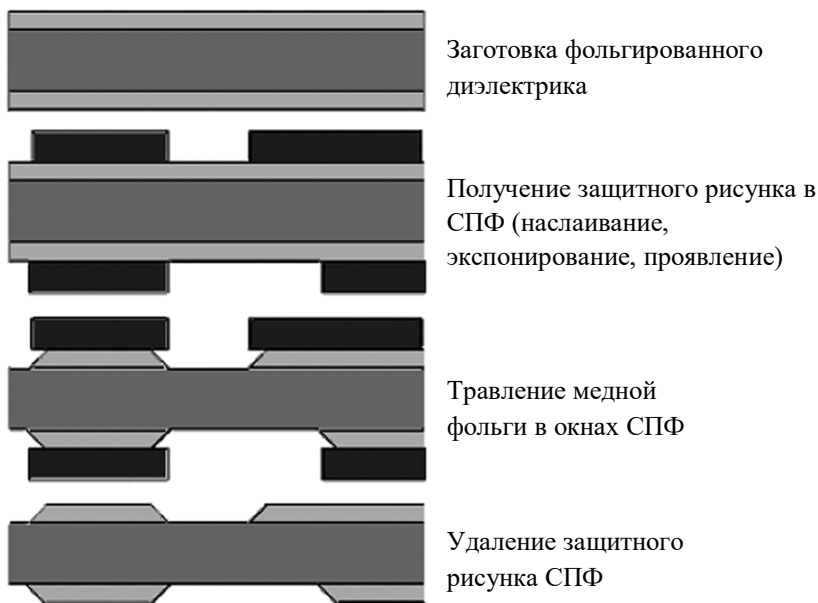 Заготовка фольгированного
диэлектрика
Получение защитного рисунка в
СПФ (наслаивание,
экспонирование, проявление)
Травление медной
фольги в окнах СПФ
Удаление защитного
рисунка СПФ